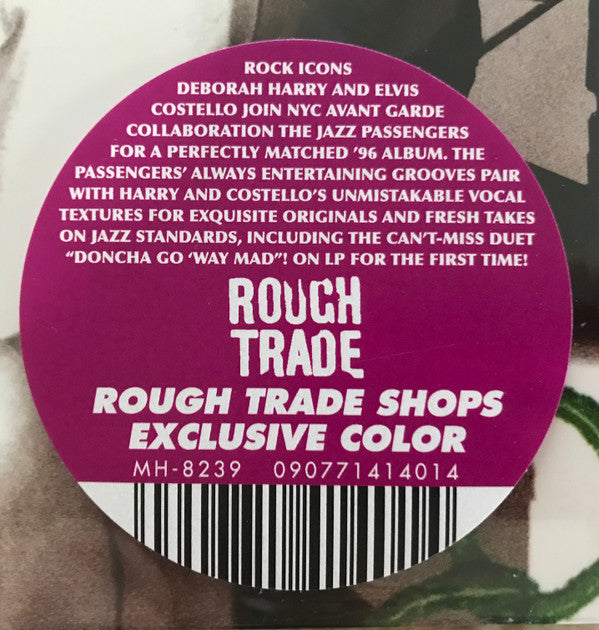 ROCK ICONS
DEBORAH HARRY AND ELVIS
COSTELLO JOIN NYC AVANT GARDE
COLLABORATION THE JAZZ PASSENGERS
FOR A PERFECTLY MATCHED '96 ALBUM. THE
PASSENGERS' ALWAYS ENTERTAINING GROOVES PAIR
WITH HARRY AND COSTELLO'S UNMISTAKABLE VOCAL
TEXTURES FOR EXQUISITE ORIGINALS AND FRESH TAKES
ON JAZZ STANDARDS, INCLUDING THE CAN'T-MISS DUET
“DONCHA GO 'WAY MAD”! ON LP FOR THE FIRST TIME!
ROUGH
TRADE
ROUGH TRADE SHOPS
EXCLUSIVE COLOR
MH-8239 090771414014